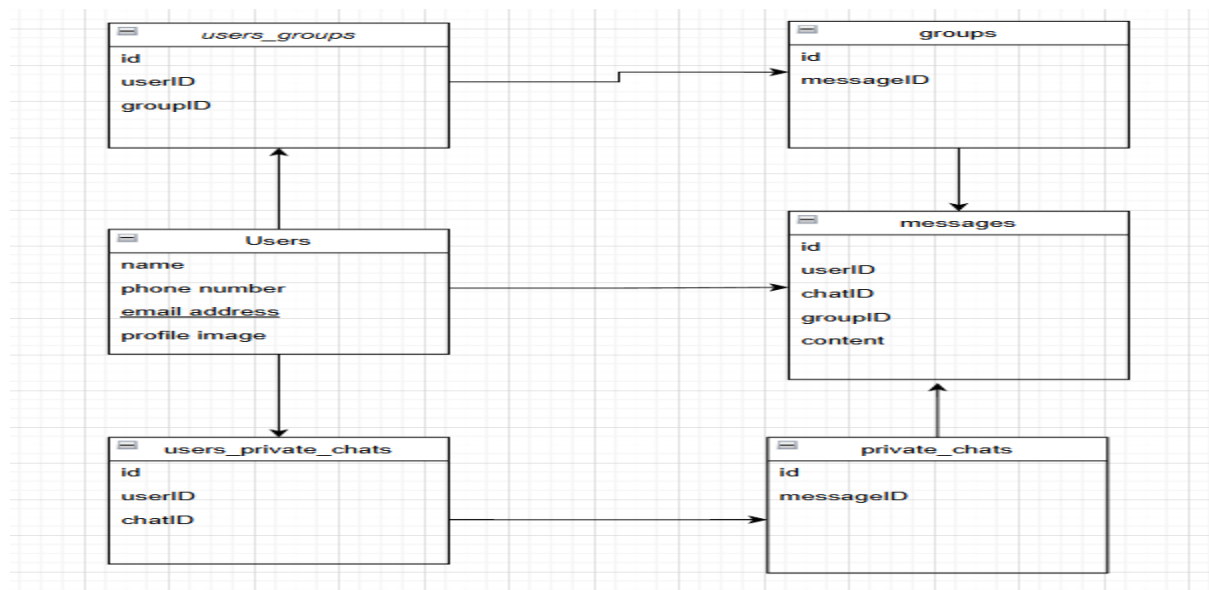 users_groups
id
userID
groupID
groups
id
messageID
Users
name
phone number
email address
profile image
messages
id
userID
chatID
groupID
content
users_private_chats
id
userID
chatID
private_chats
id
messageID